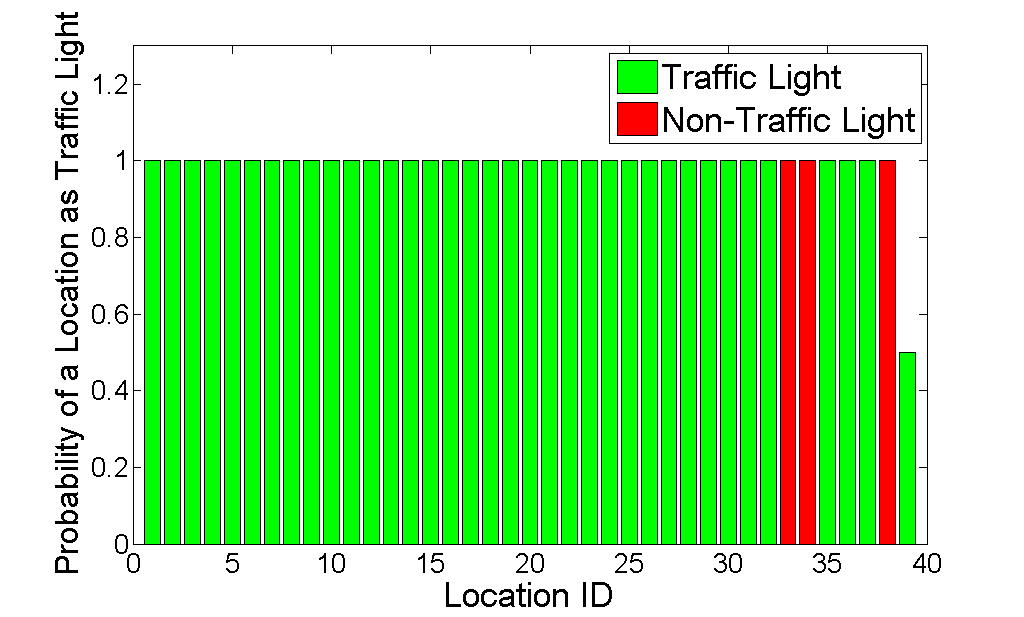 Probability of a Location as Traffic Light
1.2
1
0.8
0.6
0.4
0.2
0
Traffic Light
Non-Traffic Light
0 5 10 15 20 25 30 35 40
Location ID